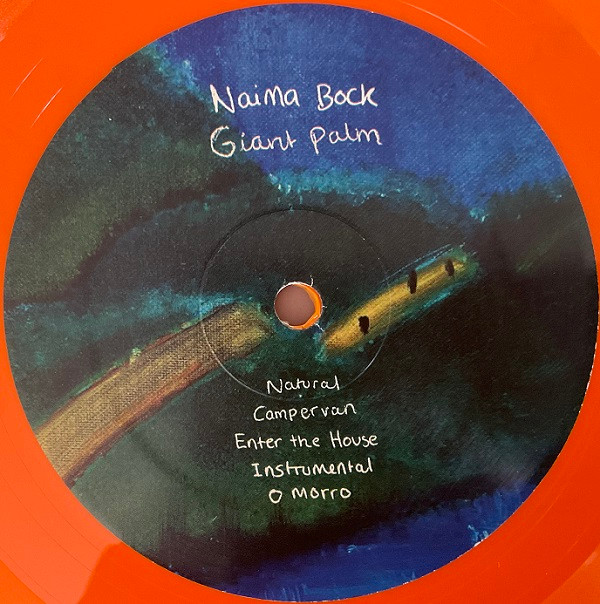 Naima Bock
Giant Palm
Natural
Campervan
Enter the House
Instrumental
O Morro